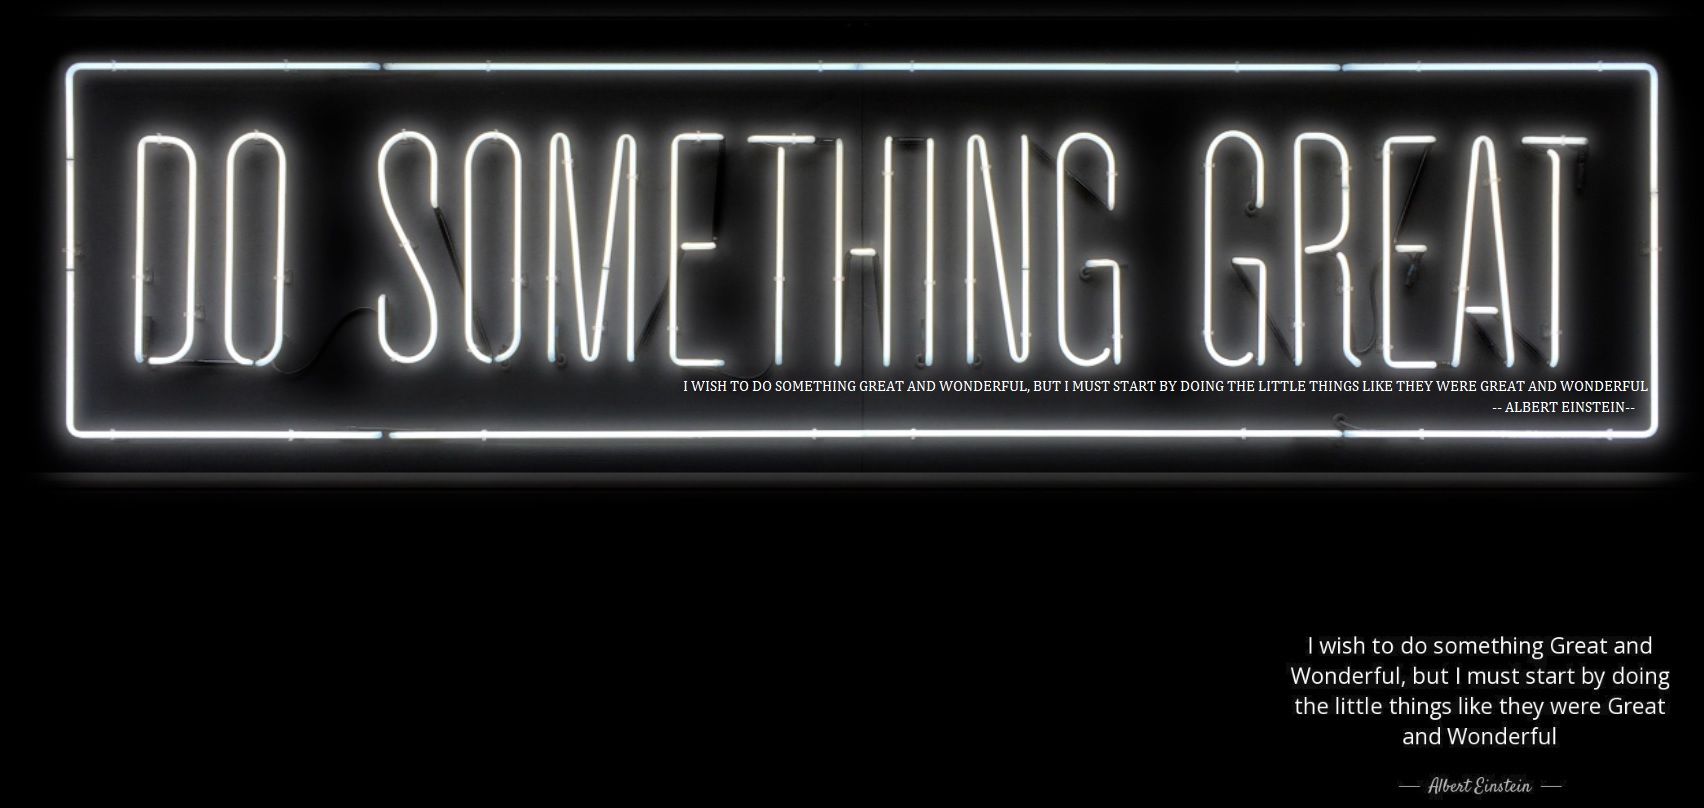 DO SOMETHING GREAT
I WISH TO DO SOMETHING GREAT AND WONDERFUL, BUT I MUST START BY DOING THE LITTLE THINGS LIKE THEY WERE GREAT AND WONDERFUL
-- ALBERT EINSTEIN--
I wish to do something Great and
Wonderful, but I must start by doing
the little things like they were Great
and Wonderful
— Albert Einstein —